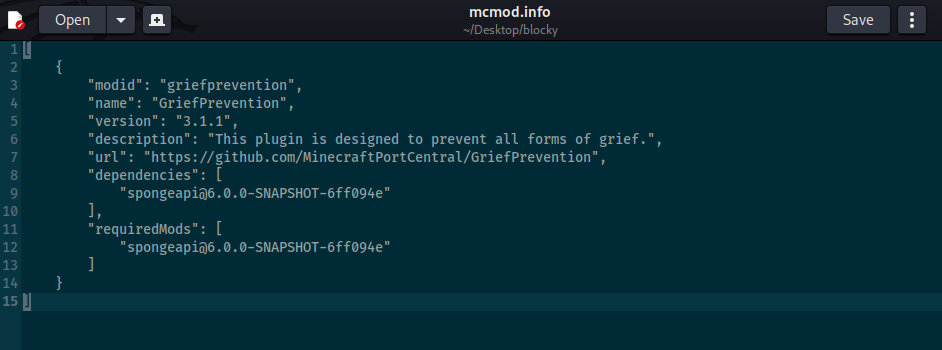 Open
mcmod.info
~/Desktop/blocky
Save
1 [
2 {
3 "modid": "griefprevention",
4 "name": "GriefPrevention",
5 "version": "3.1.1",
6 "description": "This plugin is designed to prevent all forms of grief.",
7 "url": "https://github.com/MinecraftPortCentral/GriefPrevention",
8 "dependencies": [
9 "spongeapi@6.0.0-SNAPSHOT-6ff094e"
10 ],
11 "requiredMods": [
12 "spongeapi@6.0.0-SNAPSHOT-6ff094e"
13 ]
14 }
15 ]